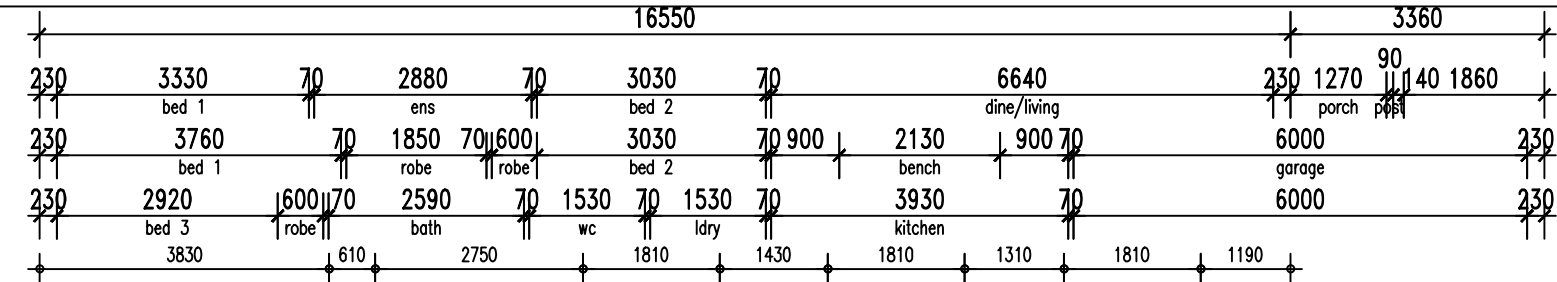 16550 3360
90
230 3330 70 2880 70 3030 70 6640 230 1270 140 1860
bed 1 ens bed 2 dine/living porch post
230 3760 70 1850 70 600 3030 70 900 2130 900 70 6000 230
bed 1 robe robe bed 2 bench garage
230 2920 600 70 2590 70 1530 70 1530 70 3930 70 6000 230
bed 3 robe bath wc ldry kitchen
3830 610 2750 1810 1430 1810 1310 1810 1190